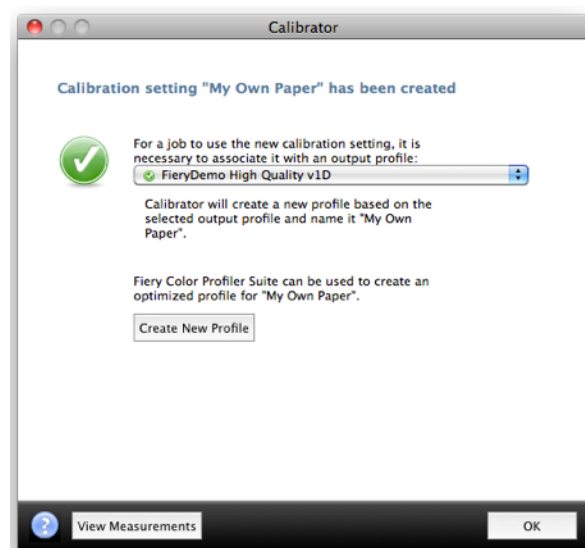 Calibrator
Calibration setting "My Own Paper" has been created
For a job to use the new calibration setting, it is
necessary to associate it with an output profile:
FieryDemo High Quality v1D
Calibrator will create a new profile based on the
selected output profile and name it "My Own
Paper".
Fiery Color Profiler Suite can be used to create an
optimized profile for "My Own Paper".
Create New Profile
? View Measurements OK